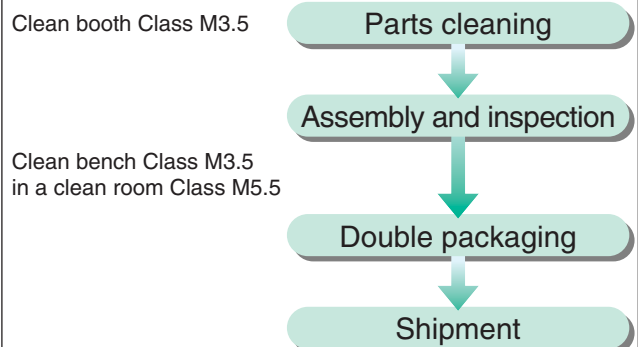 Clean booth Class M3.5
Parts cleaning
Assembly and inspection
Clean bench Class M3.5
in a clean room Class M5.5
Double packaging
Shipment